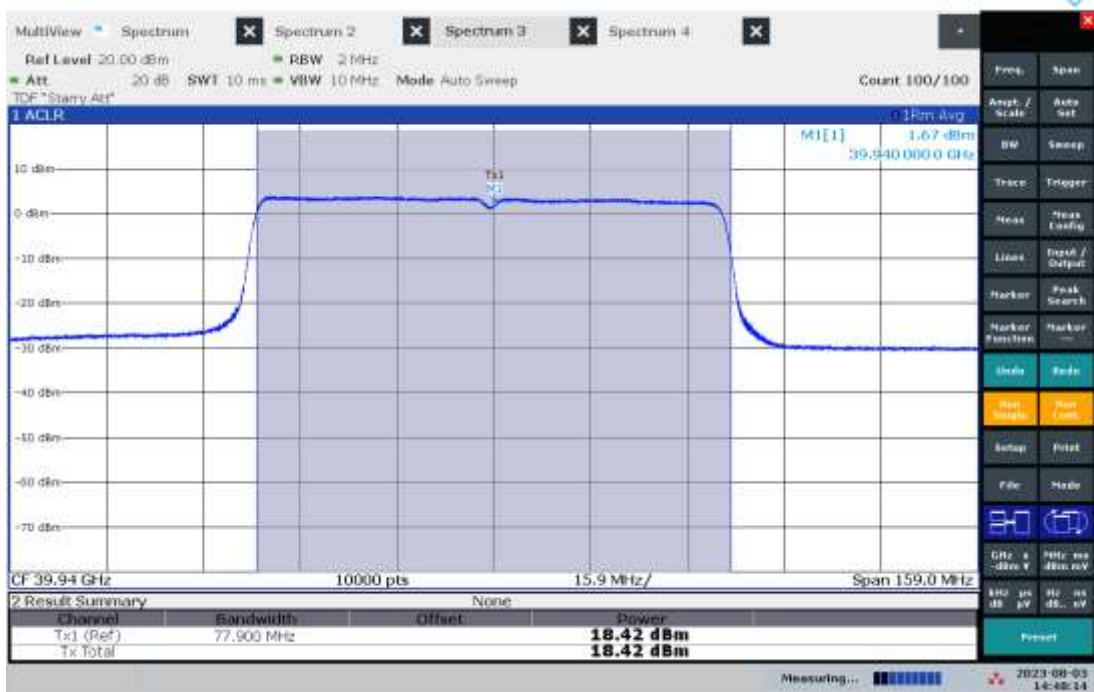 MultiView Spectrum Spectrum 2 Spectrum 3 Spectrum 4
Ref Level 20.00 dBm RBW 2 MHz
Att 20 dB SWT 10 ms VBW 10 MHz Mode Auto Sweep Count 100/100
TDF "Starry Att"
1 ACLR 1Rm Avg
M1[1] 1.67 dBm
39.9400000 GHz
10 dBm
Tx1
M1
0 dBm
-10 dBm
-20 dBm
-30 dBm
-40 dBm
-50 dBm
-60 dBm
-70 dBm
CF 39.94 GHz 10000 pts 15.9 MHz/ Span 159.0 MHz
2 Result Summary None
Channel Bandwidth Offset Power
Tx1 (Ref) 77.900 MHz 18.42 dBm
Tx Total 18.42 dBm
Measuring... 2023-08-03
14:48:14
Freq. Span
Ampt. / Scale Auto Set
BW Sweep
Trace Trigger
Meas Meas Config
Lines Input / Output
Marker Peak Search
Marker Function Marker
Undo Redo
Run Single Run Cont.
Setup Print
File Mode
Preset